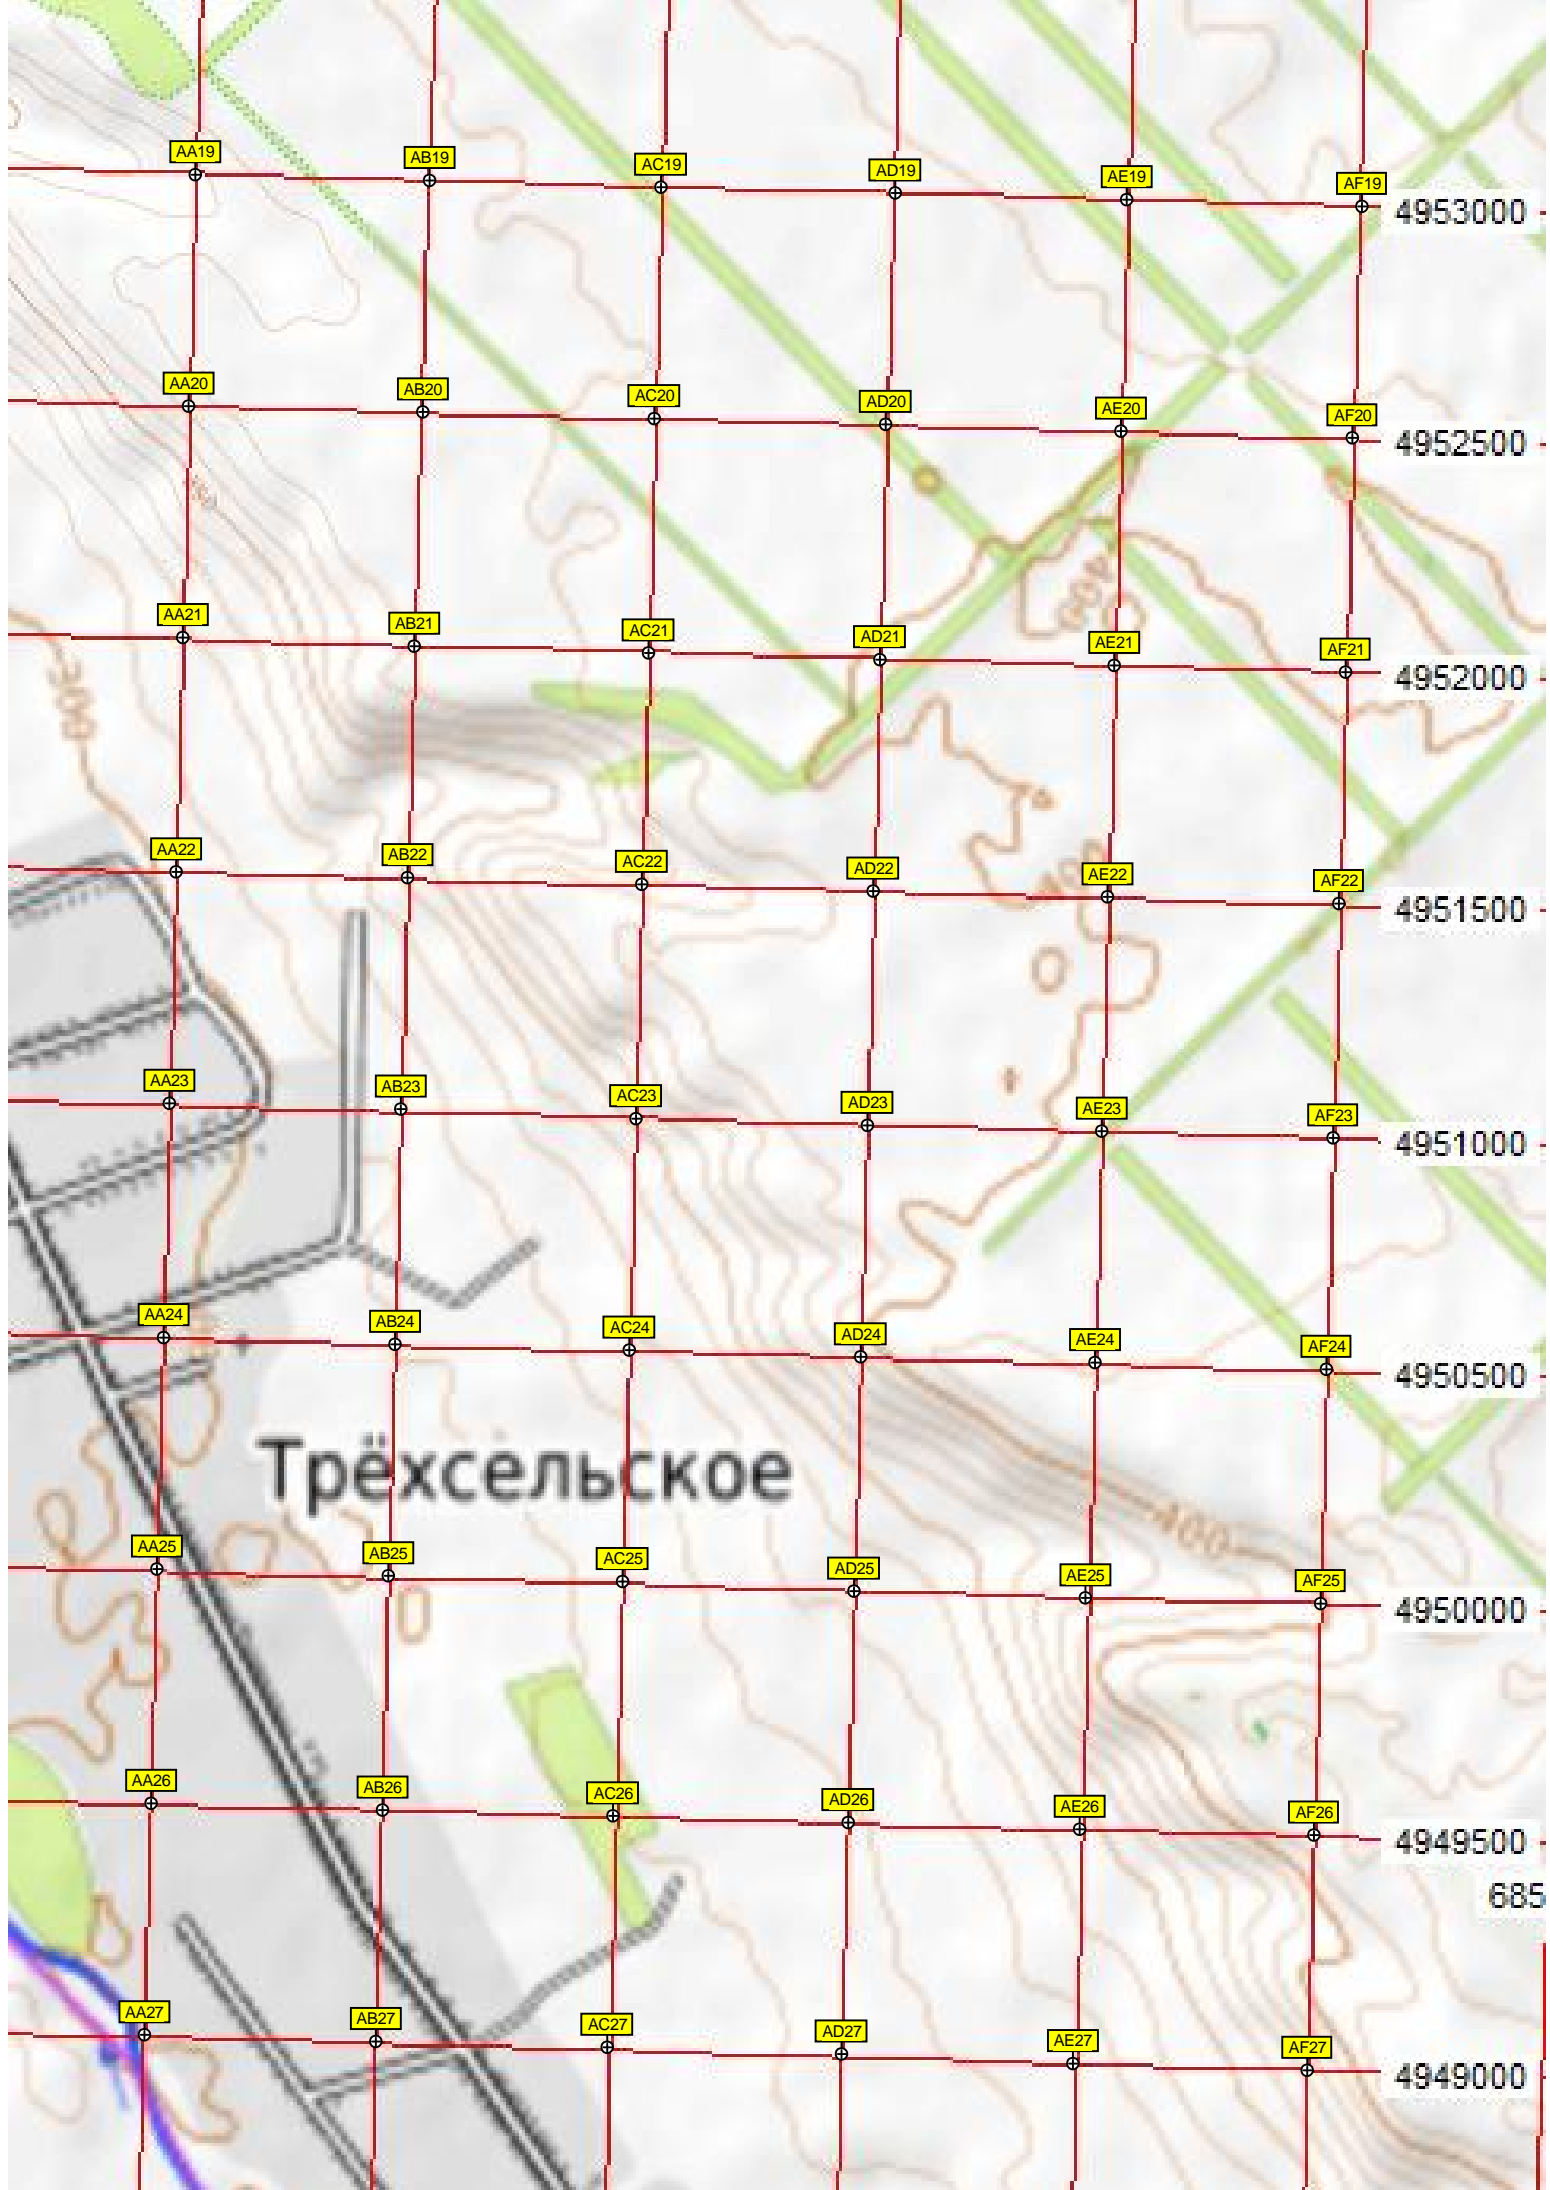 AA19 AB19 AC19 AD19 AE19 AF19
4953000
AA20 AB20 AC20 AD20 AE20 AF20
4952500
400
AA21 AB21 AC21 AD21 AE21 AF21
4952000
300
AA22 AB22 AC22 AD22 AE22 AF22
4951500
AA23 AB23 AC23 AD23 AE23 AF23
4951000
AA24 AB24 AC24 AD24 AE24 AF24
4950500
Трёхсельское
400
AA25 AB25 AC25 AD25 AE25 AF25
4950000
AA26 AB26 AC26 AD26 AE26 AF26
4949500
685
AA27 AB27 AC27 AD27 AE27 AF27
4949000